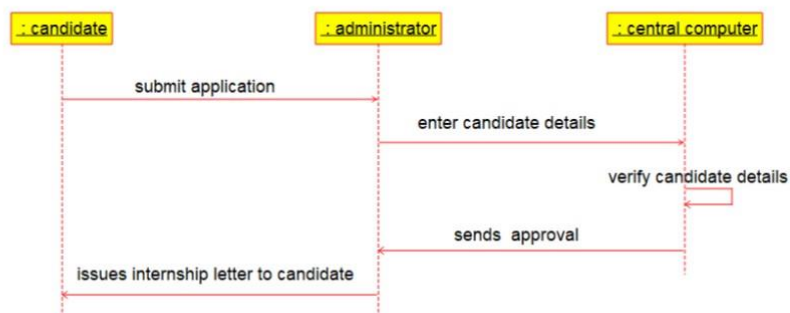 : candidate
: administrator
: central computer
submit application
enter candidate details
verify candidate details
sends approval
issues internship letter to candidate